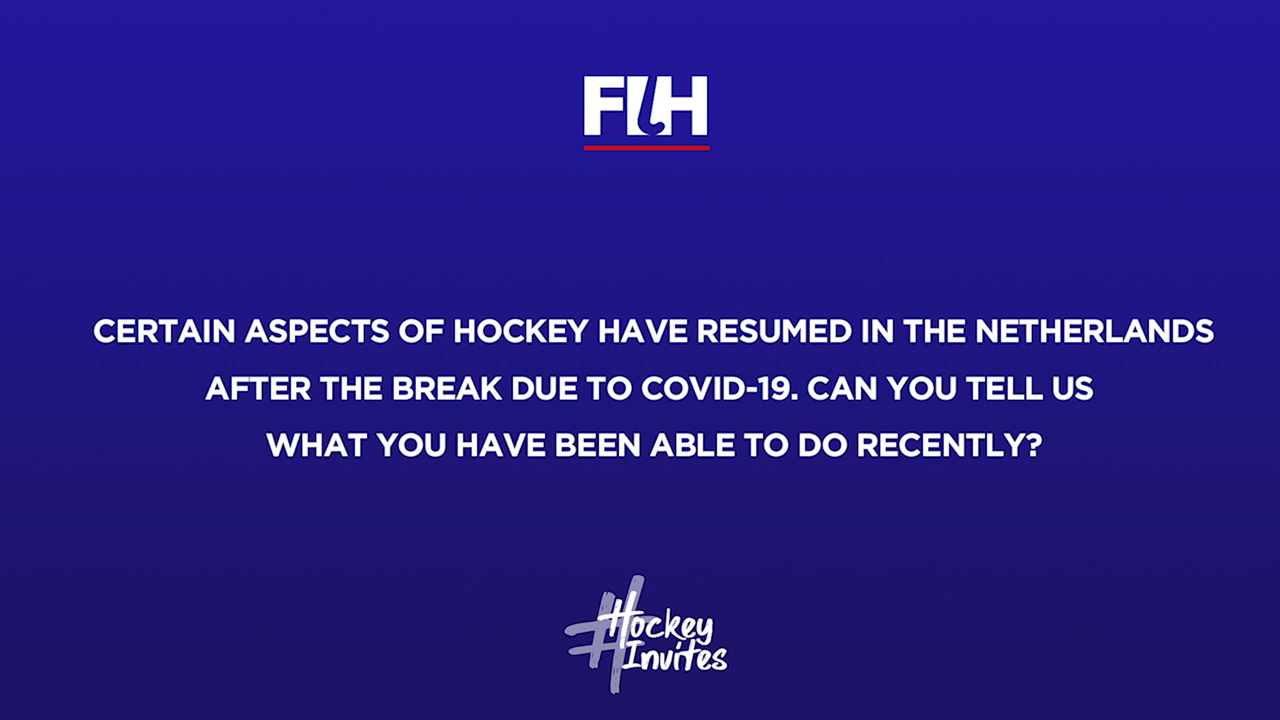 FIH
CERTAIN ASPECTS OF HOCKEY HAVE RESUMED IN THE NETHERLANDS
AFTER THE BREAK DUE TO COVID-19. CAN YOU TELL US
WHAT YOU HAVE BEEN ABLE TO DO RECENTLY?
#Hockey
Invites